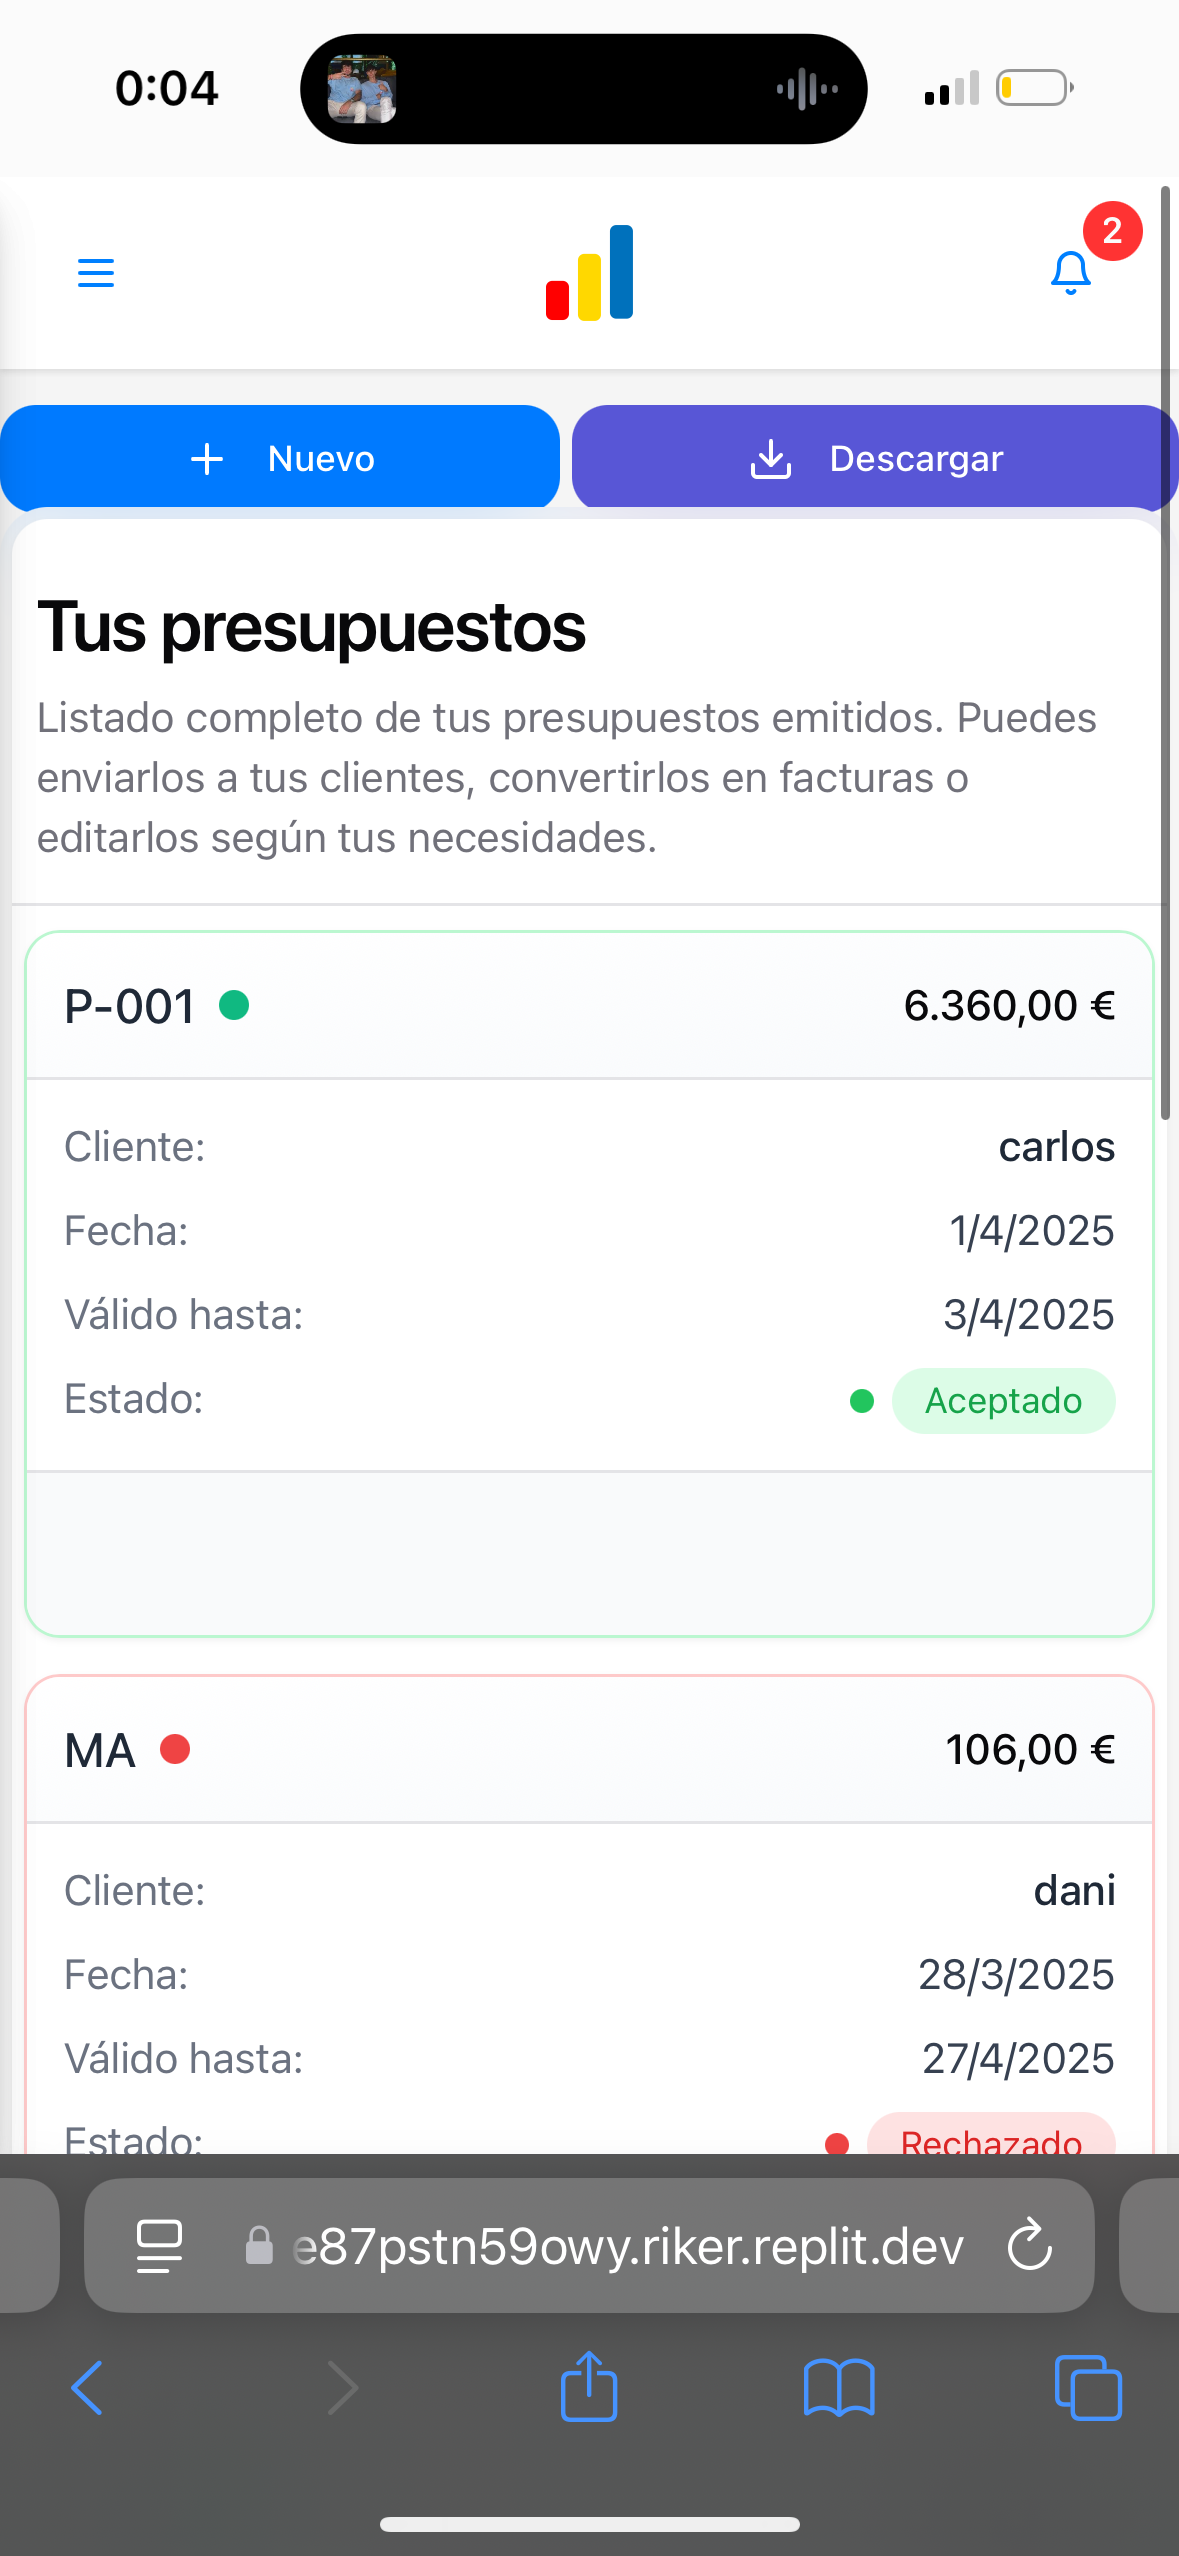 0:04
2
Nuevo
Descargar
Tus presupuestos
Listado completo de tus presupuestos emitidos. Puedes
enviarlos a tus clientes, convertirlos en facturas o
editarlos según tus necesidades.
P-001
6.360,00 €
Cliente:
carlos
Fecha:
1/4/2025
Válido hasta:
3/4/2025
Estado:
Aceptado
MA
106,00 €
Cliente:
dani
Fecha:
28/3/2025
Válido hasta:
27/4/2025
Estado:
Rechazado
e87pstn59owy.riker.replit.dev